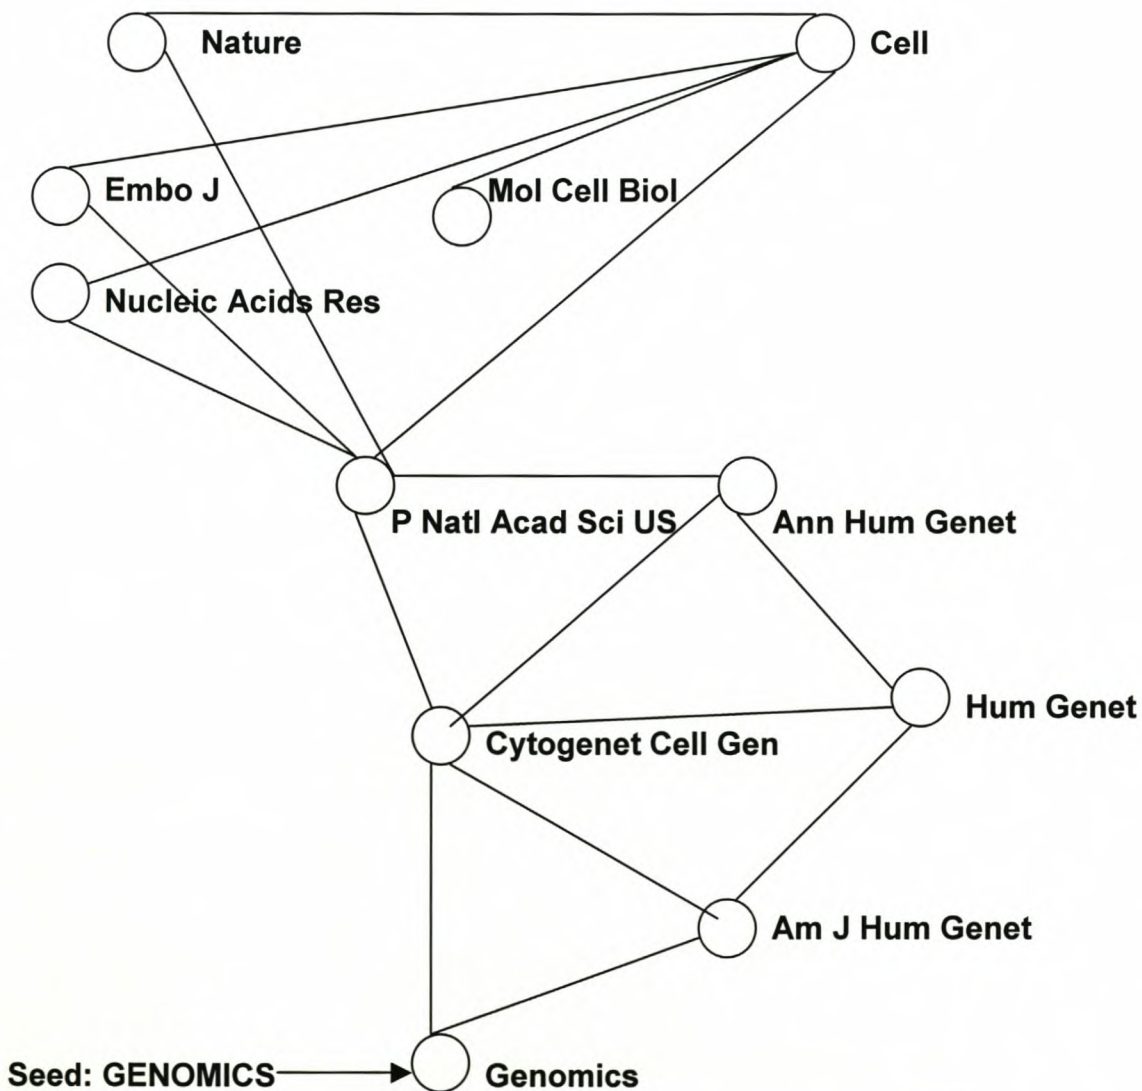 Nature
Cell
Embo J
Mol Cell Biol
Nucleic Acids Res
P Natl Acad Sci US
Ann Hum Genet
Hum Genet
Cytogenet Cell Gen
Am J Hum Genet
Seed: GENOMICS
Genomics